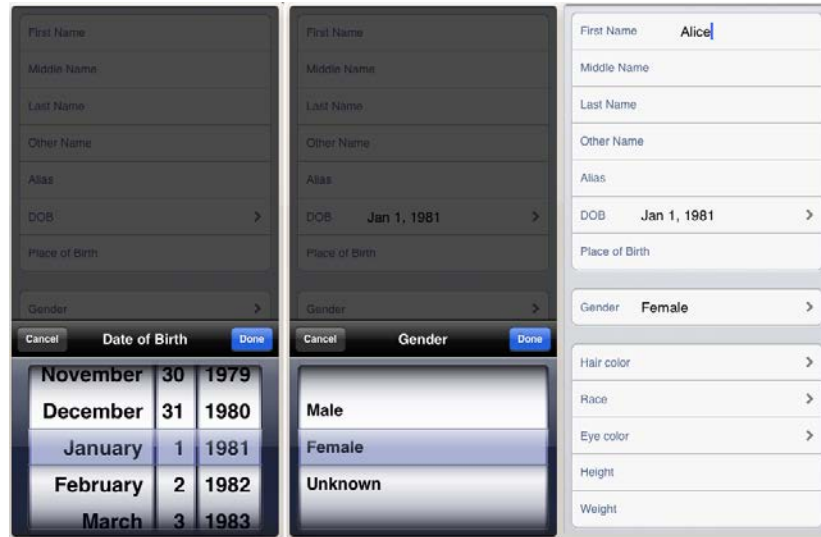 First Name
Middle Name
Last Name
Other Name
Alias
DOB
Place of Birth
Gender
Cancel Date of Birth Done
November 30 1979
December 31 1980
January 1 1981
February 2 1982
March 3 1983
First Name
Middle Name
Last Name
Other Name
Alias
DOB Jan 1, 1981
Place of Birth
Gender
Cancel Gender Done
Male
Female
Unknown
First Name Alice
Middle Name
Last Name
Other Name
Alias
DOB Jan 1, 1981
Place of Birth
Gender Female
Hair color
Race
Eye color
Height
Weight